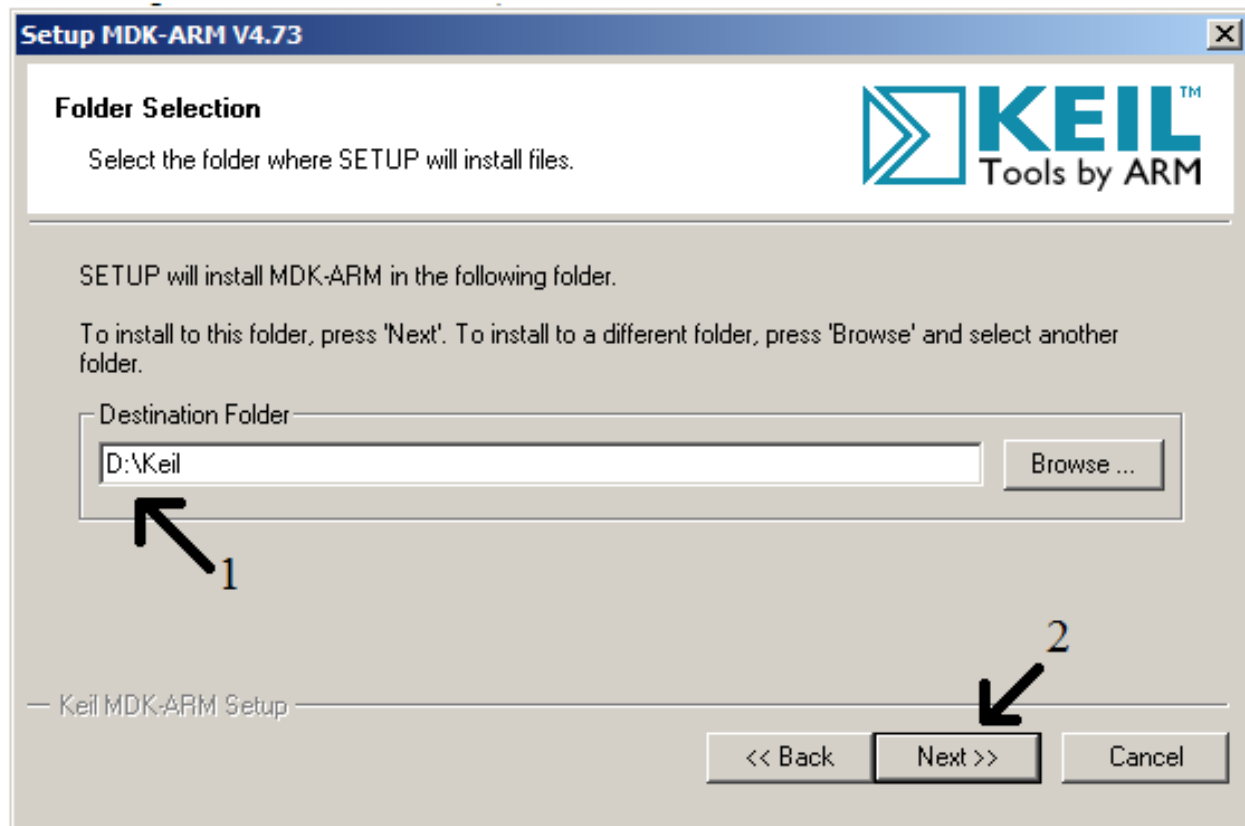 Setup MDK-ARM V4.73
Folder Selection
Select the folder where SETUP will install files.
KEIL™
Tools by ARM
SETUP will install MDK-ARM in the following folder.
To install to this folder, press 'Next'. To install to a different folder, press 'Browse' and select another
folder.
Destination Folder
D:\Keil
Browse ...
1
2
Keil MDK-ARM Setup
<< Back
Next >>
Cancel